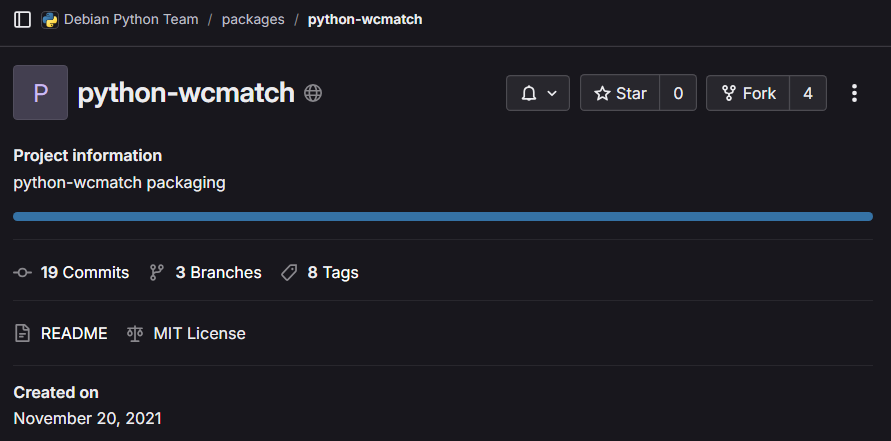 Debian Python Team / packages / python-wcmatch
P python-wcmatch Star 0 Fork 4
Project information
python-wcmatch packaging
19 Commits 3 Branches 8 Tags
README MIT License
Created on
November 20, 2021